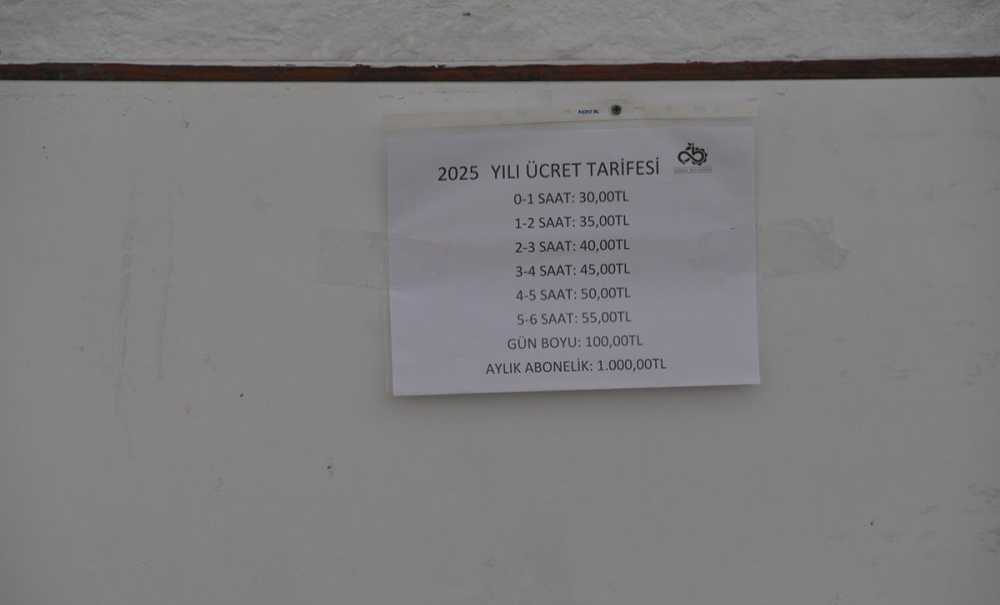 2025 YILI ÜCRET TARİFESİ
0-1 SAAT: 30,00TL
1-2 SAAT: 35,00TL
2-3 SAAT: 40,00TL
3-4 SAAT: 45,00TL
4-5 SAAT: 50,00TL
5-6 SAAT: 55,00TL
GÜN BOYU: 100,00TL
AYLIK ABONELİK: 1.000,00TL